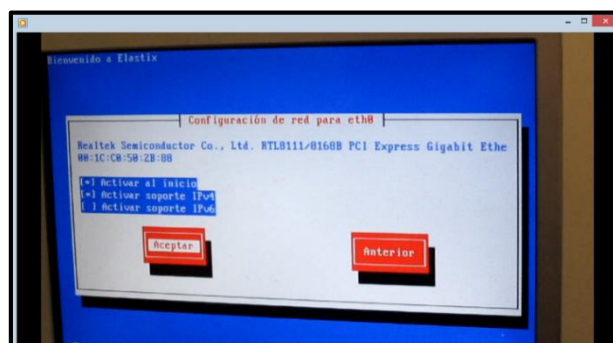 Bienvenido a Elastix
Configuración de red para eth0
Realtek Semiconductor Co., Ltd. RTL8111/8168B PCI Express Gigabit Ethe
00:1C:C0:50:2B:88
[*] Activar al inicio
[*] Activar soporte IPv4
[ ] Activar soporte IPv6
Aceptar
Anterior